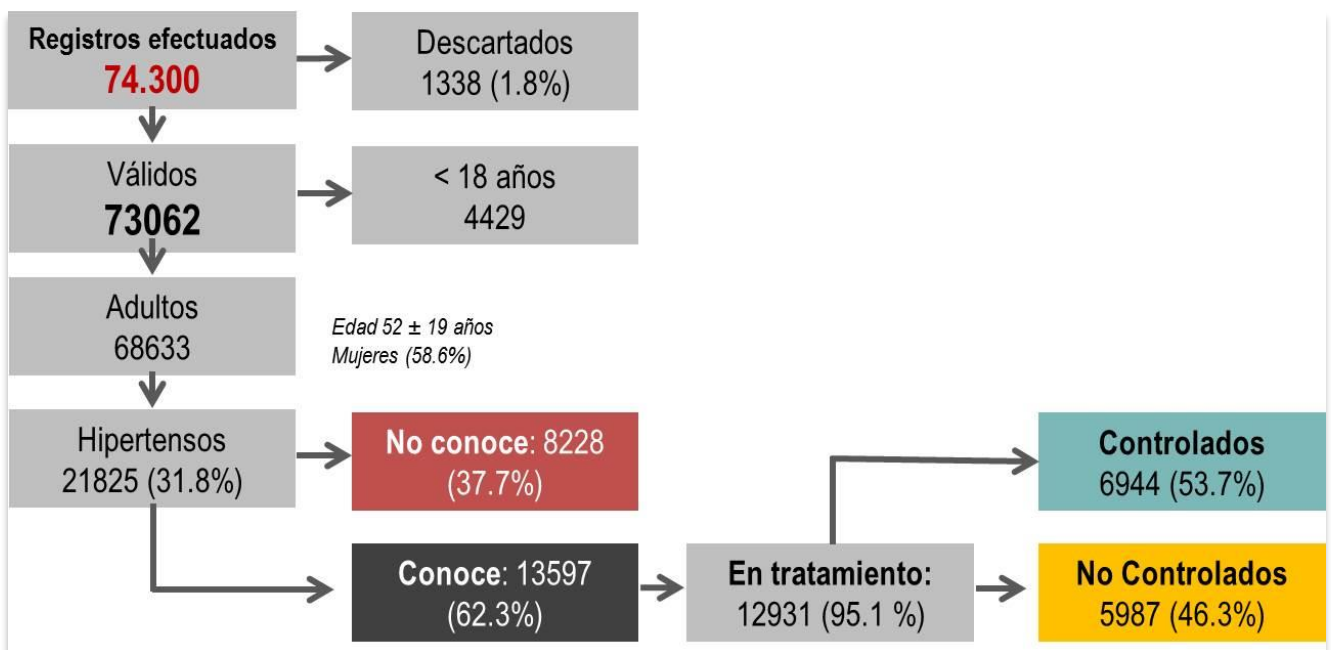 Registros efectuados
74.300
Descartados
1338 (1.8%)
Válidos
73062
< 18 años
4429
Adultos
68633
Edad 52 ± 19 años
Mujeres (58.6%)
Hipertensos
21825 (31.8%)
No conoce: 8228
(37.7%)
Controlados
6944 (53.7%)
Conoce: 13597
(62.3%)
En tratamiento:
12931 (95.1 %)
No Controlados
5987 (46.3%)